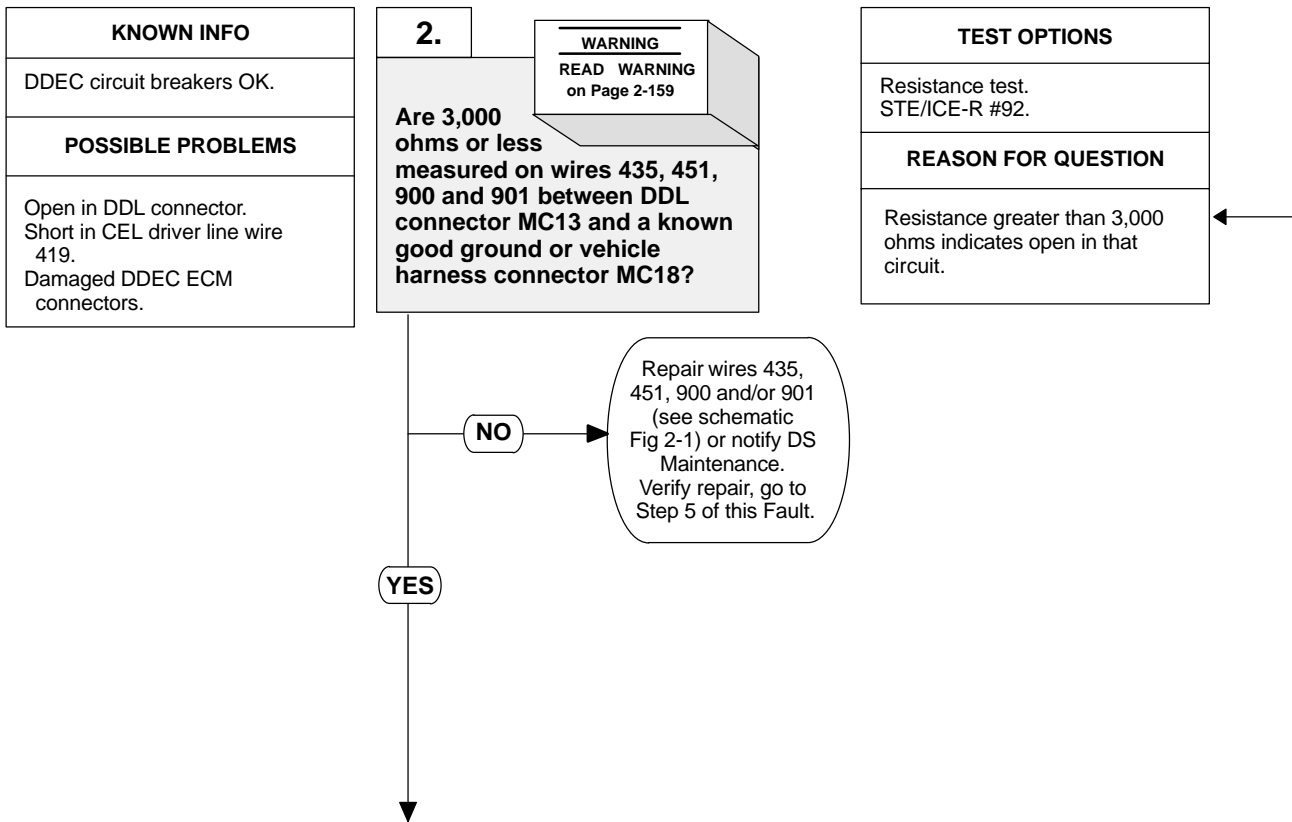 KNOWN INFO
DDEC circuit breakers OK.
POSSIBLE PROBLEMS
Open in DDL connector.
Short in CEL driver line wire
419.
Damaged DDEC ECM
connectors.
2.
WARNING
READ WARNING
on Page 2-159
Are 3,000
ohms or less
measured on wires 435, 451,
900 and 901 between DDL
connector MC13 and a known
good ground or vehicle
harness connector MC18?
TEST OPTIONS
Resistance test.
STE/ICE-R #92.
REASON FOR QUESTION
Resistance greater than 3,000
ohms indicates open in that
circuit.
NO
Repair wires 435,
451, 900 and/or 901
(see schematic
Fig 2-1) or notify DS
Maintenance.
Verify repair, go to
Step 5 of this Fault.
YES